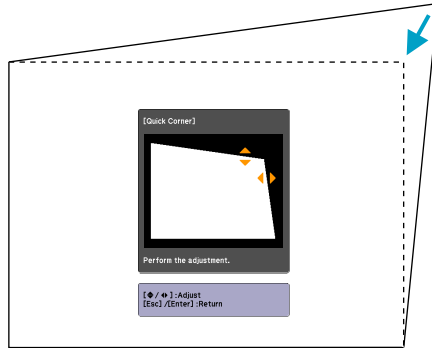 [Quick Corner]
Perform the adjustment.
[ / ] :Adjust
[Esc] /[Enter] :Return